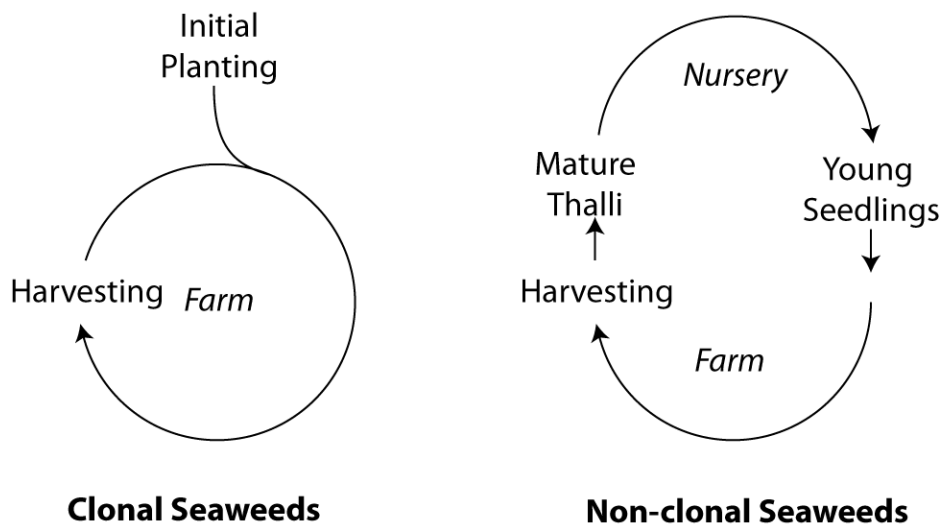 Initial
Planting
Harvesting
Farm
Clonal Seaweeds
Nursery
Mature
Thalli
Young
Seedlings
Harvesting
Farm
Non-clonal Seaweeds